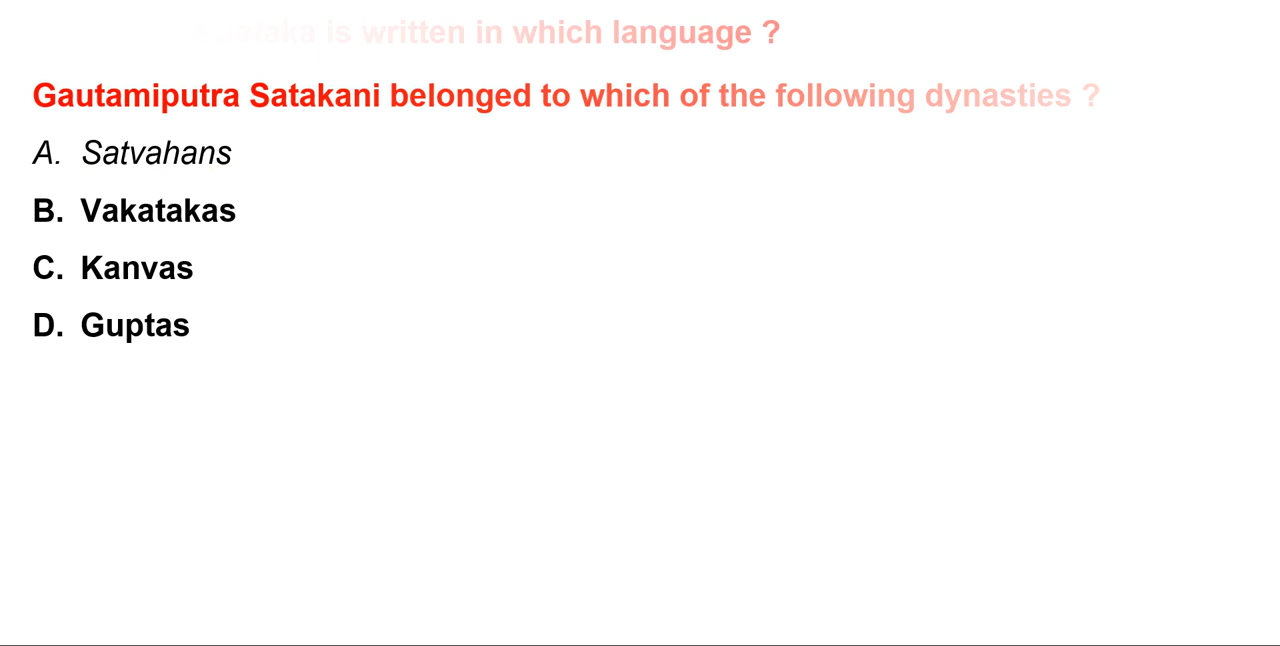 is written in which language ?
Gautamiputra Satakani belonged to which of the following dynasties ?
A. Satvahans
B. Vakatakas
C. Kanvas
D. Guptas